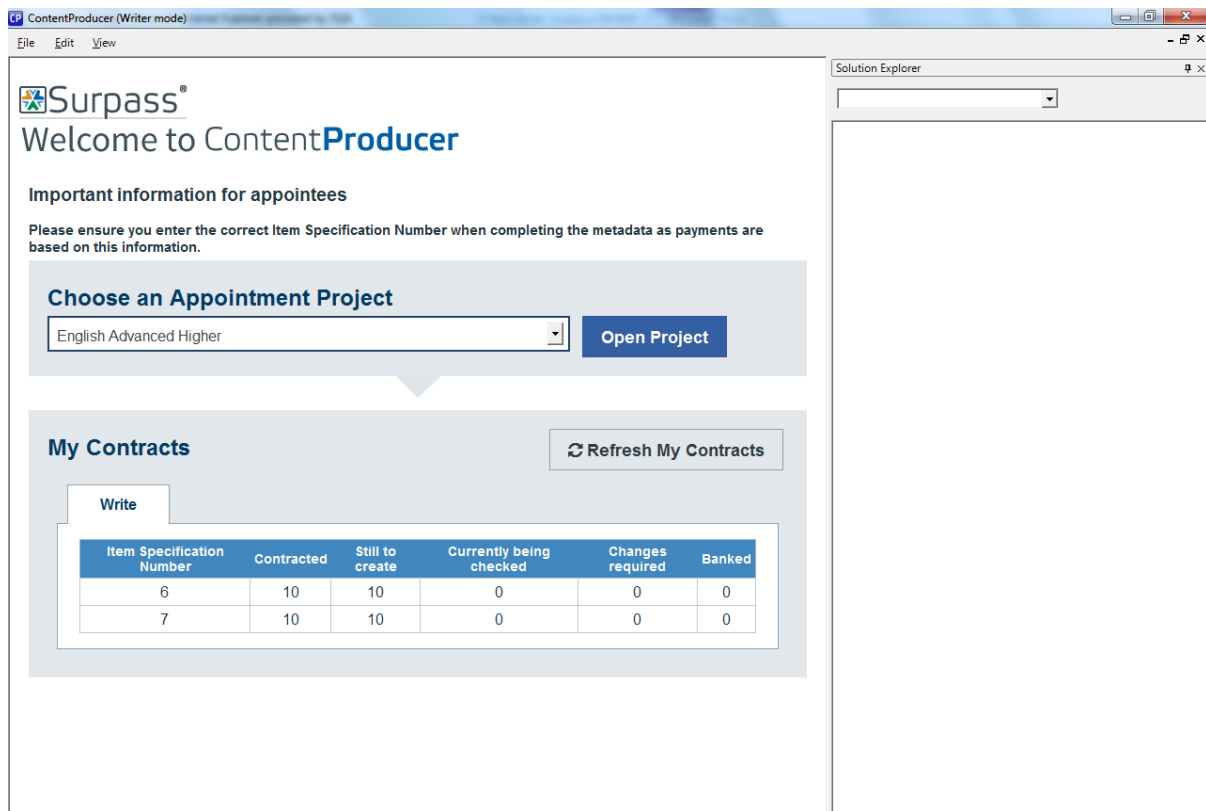 CP ContentProducer (Writer mode)
File Edit View
Solution Explorer
Surpass®
Welcome to ContentProducer
Important information for appointees
Please ensure you enter the correct Item Specification Number when completing the metadata as payments are
based on this information.
Choose an Appointment Project
English Advanced Higher
Open Project
My Contracts
Refresh My Contracts
Write
Item Specification Number Contracted Still to create Currently being checked Changes required Banked
6 10 10 0 0 0
7 10 10 0 0 0